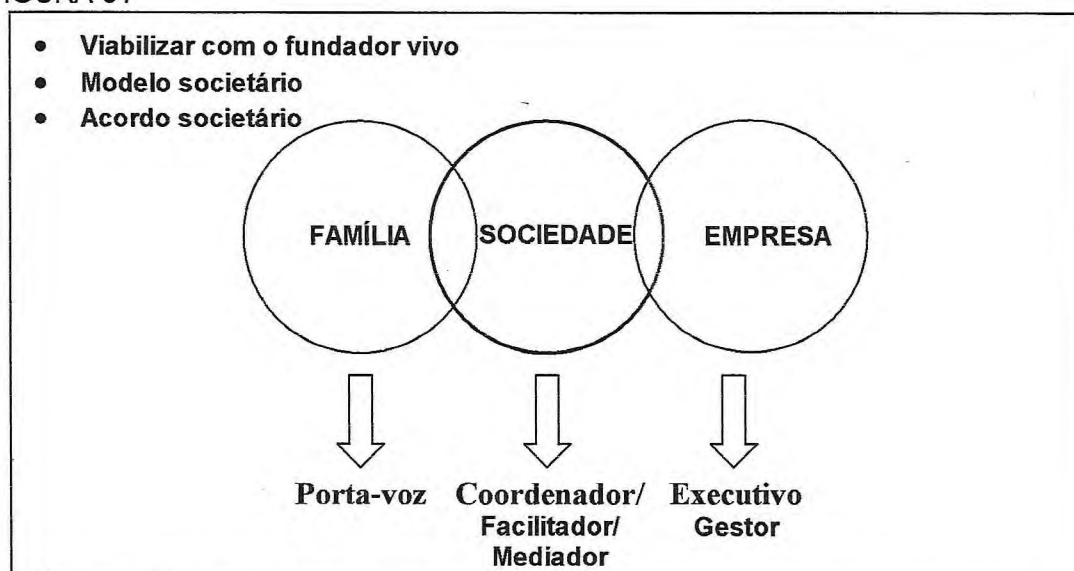 • Viabilizar com o fundador vivo
• Modelo societário
• Acordo societário
FAMÍLIA SOCIEDADE EMPRESA
Porta-voz Coordenador/ Executivo
Facilitador/ Gestor
Mediador